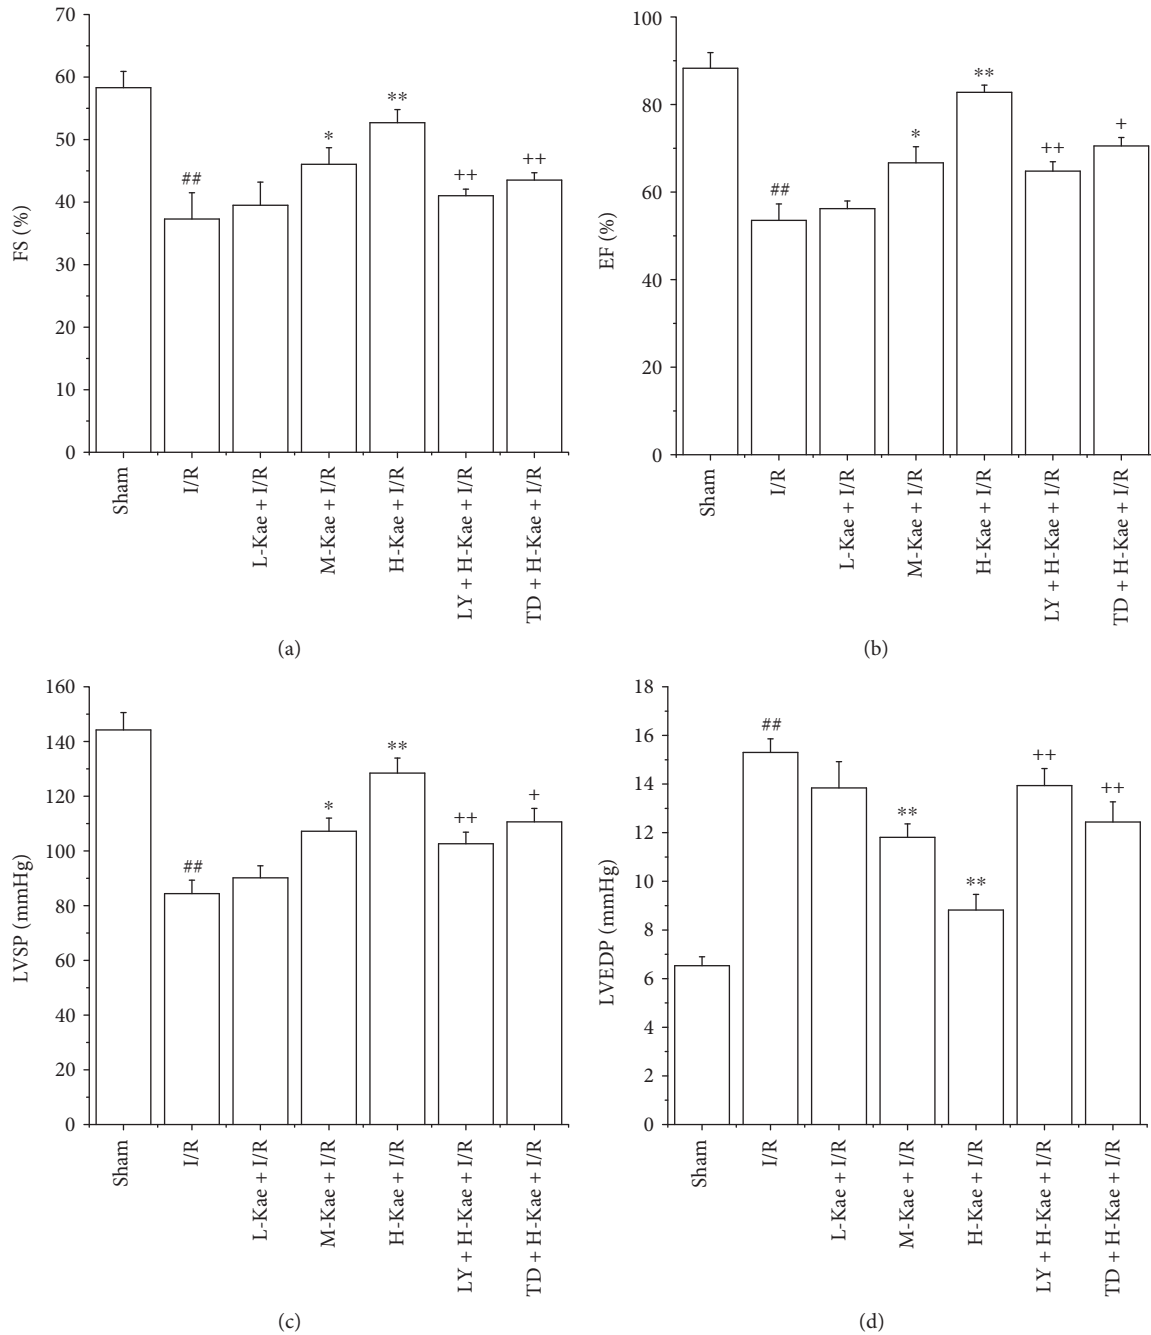 70
60
50
40
30
20
10
0
FS (%)
##
*
**
++
++
Sham
I/R
L-Kae + I/R
M-Kae + I/R
H-Kae + I/R
LY + H-Kae + I/R
TD + H-Kae + I/R
(a)
100
80
60
40
20
0
EF (%)
##
*
**
++
+
Sham
I/R
L-Kae + I/R
M-Kae + I/R
H-Kae + I/R
LY + H-Kae + I/R
TD + H-Kae + I/R
(b)
160
140
120
100
80
60
40
20
0
LVSP (mmHg)
##
*
**
++
+
Sham
I/R
L-Kae + I/R
M-Kae + I/R
H-Kae + I/R
LY + H-Kae + I/R
TD + H-Kae + I/R
(c)
18
16
14
12
10
8
6
4
2
0
LVEDP (mmHg)
##
**
**
++
++
Sham
I/R
L-Kae + I/R
M-Kae + I/R
H-Kae + I/R
LY + H-Kae + I/R
TD + H-Kae + I/R
(d)